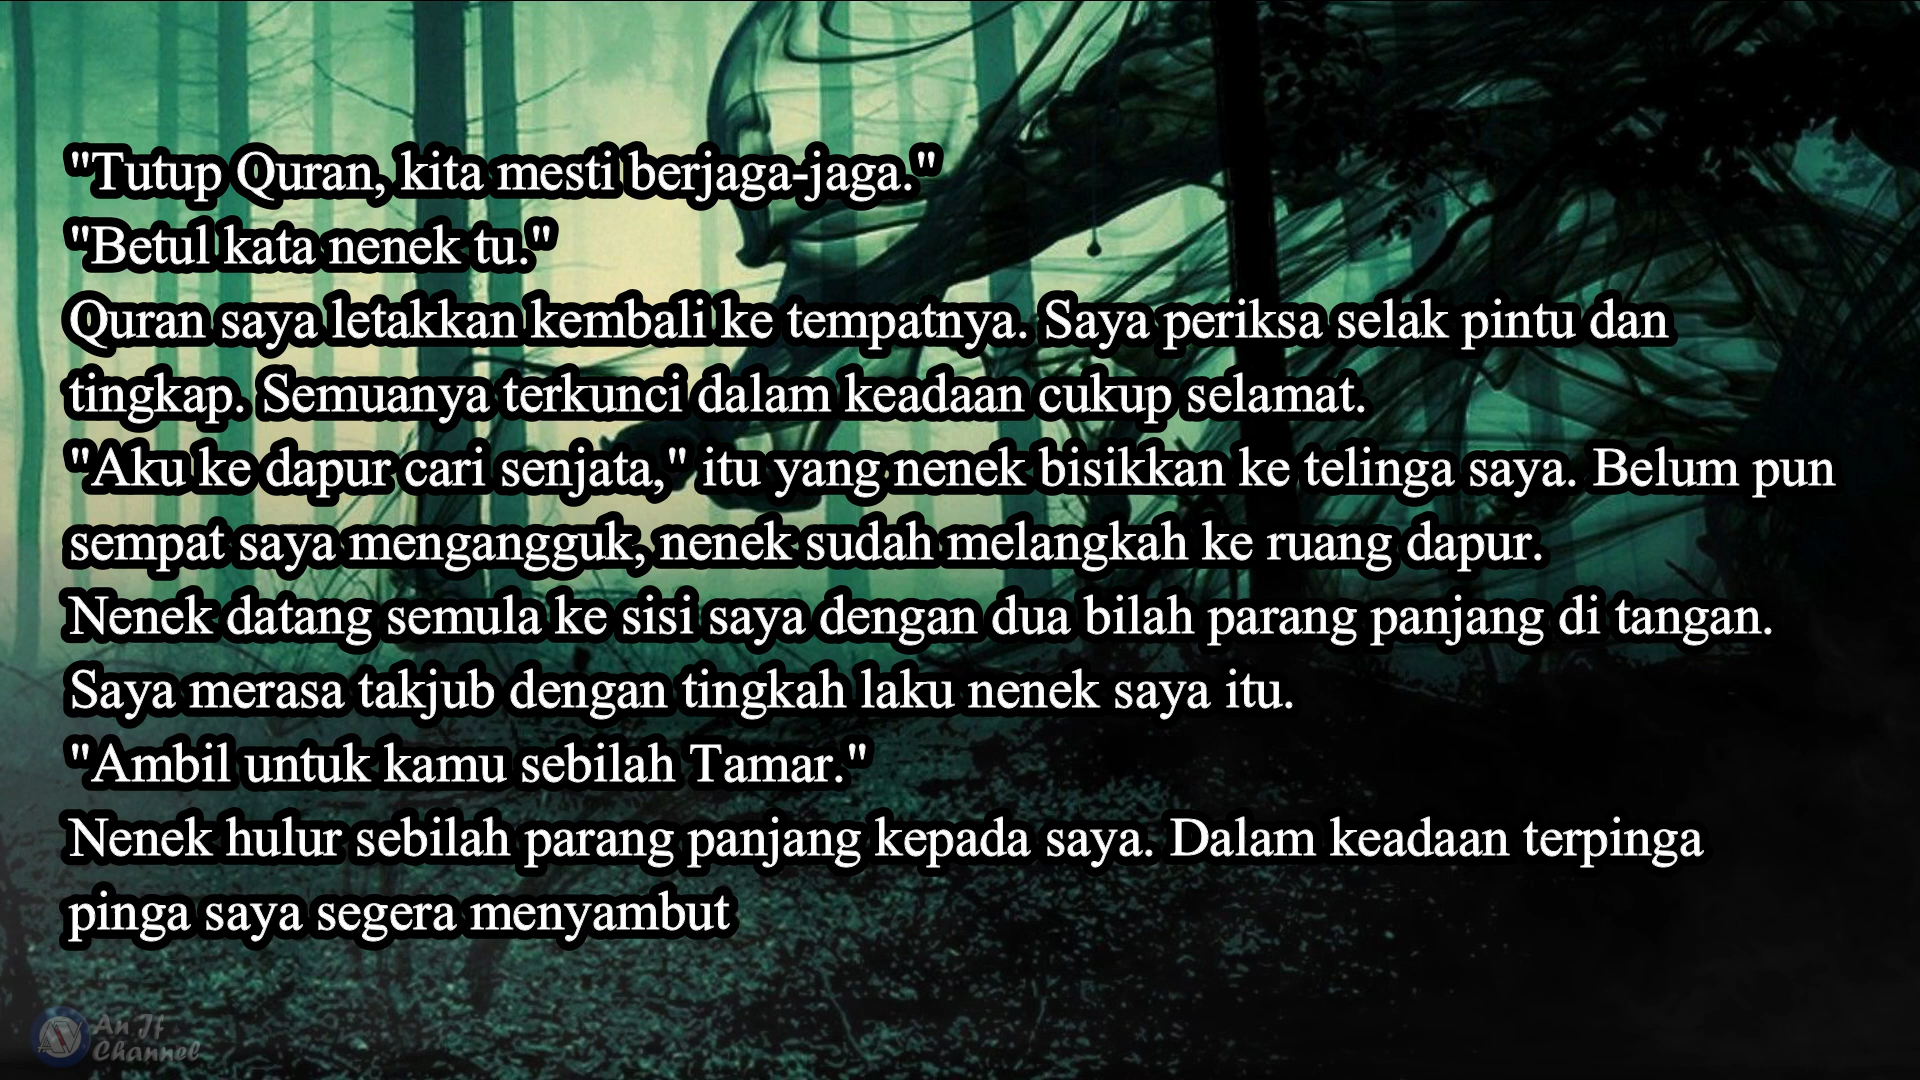 "Tutup Quran, kita mesti berjaga-jaga."
"Betul kata nenek tu."
Quran saya letakkan kembali ke tempatnya. Saya periksa selak pintu dan
tingkap. Semuanya terkunci dalam keadaan cukup selamat.
"Aku ke dapur cari senjata," itu yang nenek bisikkan ke telinga saya. Belum pun
sempat saya mengangguk, nenek sudah melangkah ke ruang dapur.
Nenek datang semula ke sisi saya dengan dua bilah parang panjang di tangan.
Saya merasa takjub dengan tingkah laku nenek saya itu.
"Ambil untuk kamu sebilah Tamar."
Nenek hulur sebilah parang panjang kepada saya. Dalam keadaan terpinga
pinga saya segera menyambut
An If
Channel